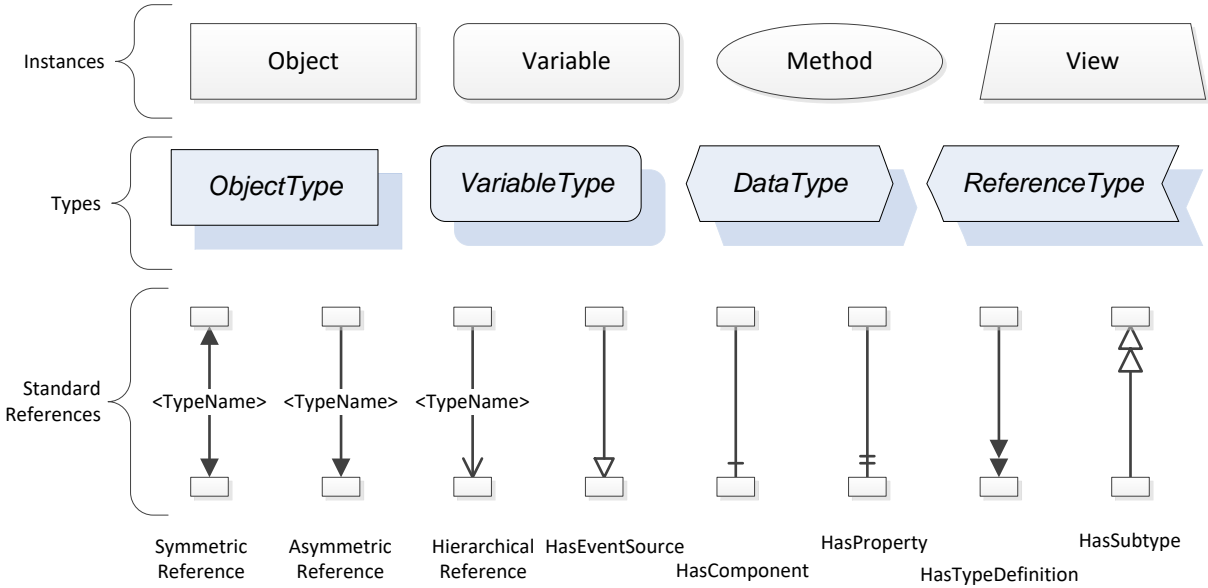 Instances
Object
Variable
Method
View
Types
ObjectType
VariableType
DataType
ReferenceType
Standard
References
<TypeName>
<TypeName>
<TypeName>
Symmetric
Reference
Asymmetric
Reference
Hierarchical
Reference
HasEventSource
HasComponent
HasProperty
HasTypeDefinition
HasSubtype